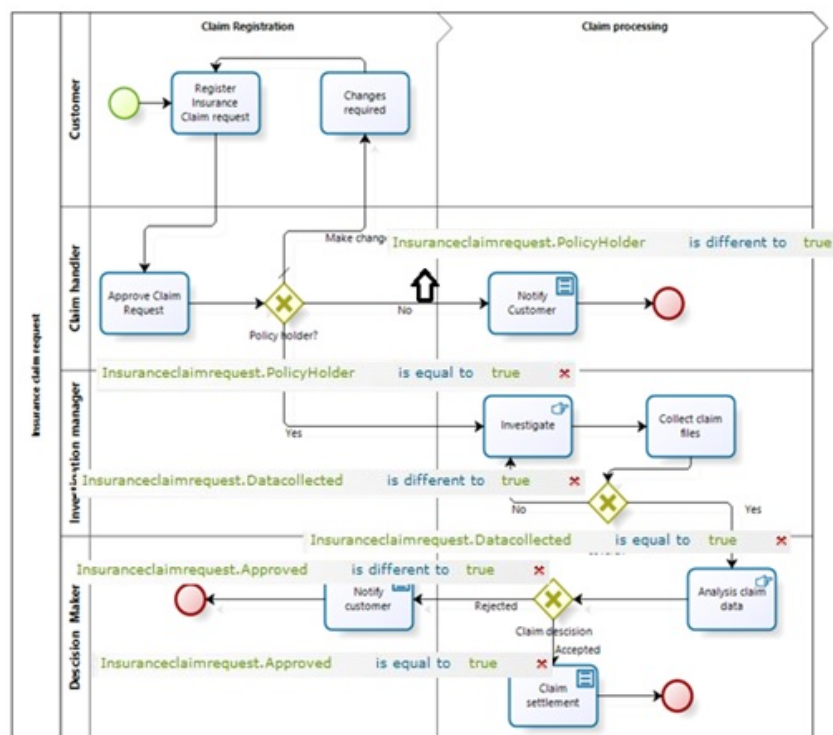 Claim Registration
Claim processing
Insurance claim request
Customer
Register
Insurance
Claim request
Changes
required
Claim handler
Make chang
Insuranceclaimrequest.PolicyHolder is different to true
Approve Claim
Request
Policy holder?
No
Notify
Customer
Insuranceclaimrequest.PolicyHolder is equal to true
Yes
Investigation manager
Investigate
Collect claim
files
Insuranceclaimrequest.Datacollected is different to true
No
Yes
Insuranceclaimrequest.Datacollected is equal to true
Descision Maker
Insuranceclaimrequest.Approved is different to true
Notify
customer
Rejected
Claim descision
Analysis claim
data
Accepted
Insuranceclaimrequest.Approved is equal to true
Claim
settlement